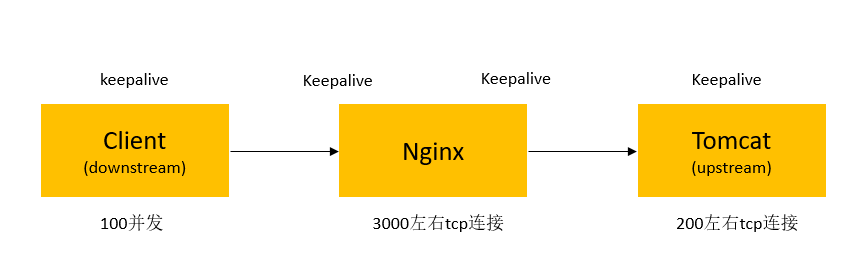 keepalive
Keepalive
Keepalive
Keepalive
Client
(downstream)
Nginx
Tomcat
(upstream)
100并发
3000左右tcp连接
200左右tcp连接